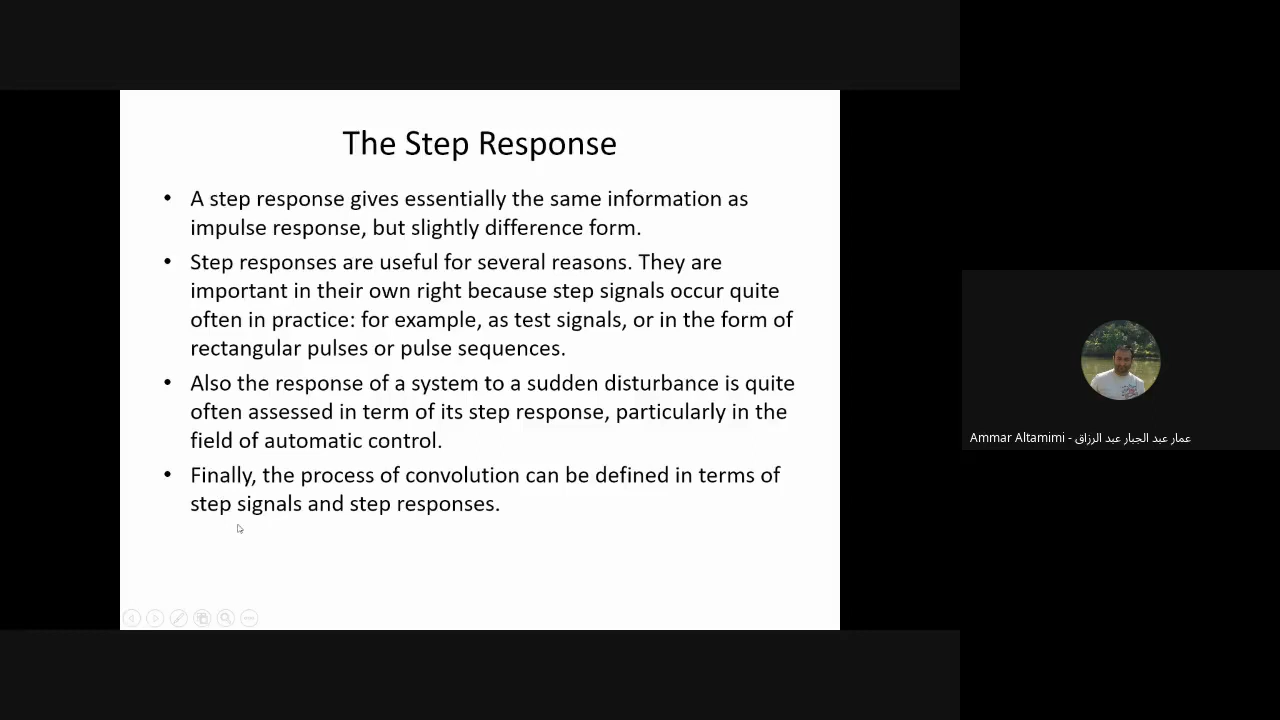 The Step Response
• A step response gives essentially the same information as
impulse response, but slightly difference form.
• Step responses are useful for several reasons. They are
important in their own right because step signals occur quite
often in practice: for example, as test signals, or in the form of
rectangular pulses or pulse sequences.
• Also the response of a system to a sudden disturbance is quite
often assessed in term of its step response, particularly in the
field of automatic control.
• Finally, the process of convolution can be defined in terms of
step signals and step responses.
Ammar Altamimi - عمار عبد الجبار عبد الرزاق